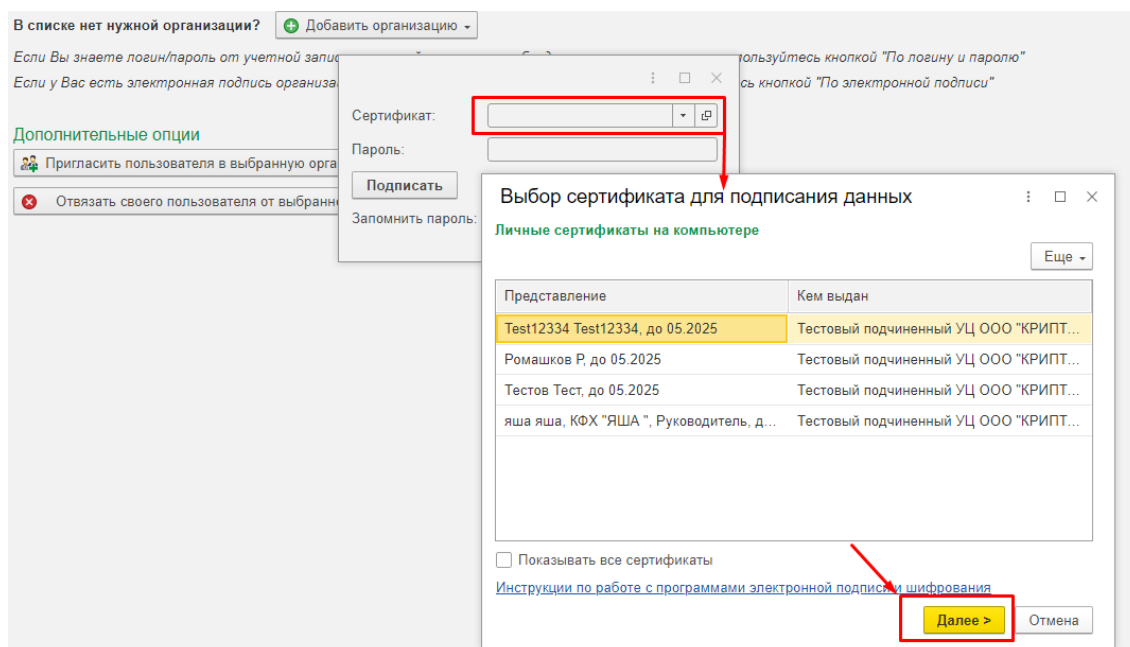 В списке нет нужной организации? Добавить организацию
Если Вы знаете логин/пароль от учетной запис
пользуйтесь кнопкой "По логину и паролю"
Если у Вас есть электронная подпись организа
сь кнопкой "По электронной подписи"
Дополнительные опции
Пригласить пользователя в выбранную орга
Отвязать своего пользователя от выбранн
Сертификат:
Пароль:
Подписать
Запомнить пароль:
Выбор сертификата для подписания данных
Личные сертификаты на компьютере
Еще
Представление Кем выдан
Test12334 Test12334, до 05.2025 Тестовый подчиненный УЦ ООО "КРИПТ...
Ромашков Р, до 05.2025 Тестовый подчиненный УЦ ООО "КРИПТ...
Тестов Тест, до 05.2025 Тестовый подчиненный УЦ ООО "КРИПТ...
яша яша, КФХ "ЯША ", Руководитель, д... Тестовый подчиненный УЦ ООО "КРИПТ...
Показывать все сертификаты
Инструкции по работе с программами электронной подписи и шифрования
Далее >
Отмена